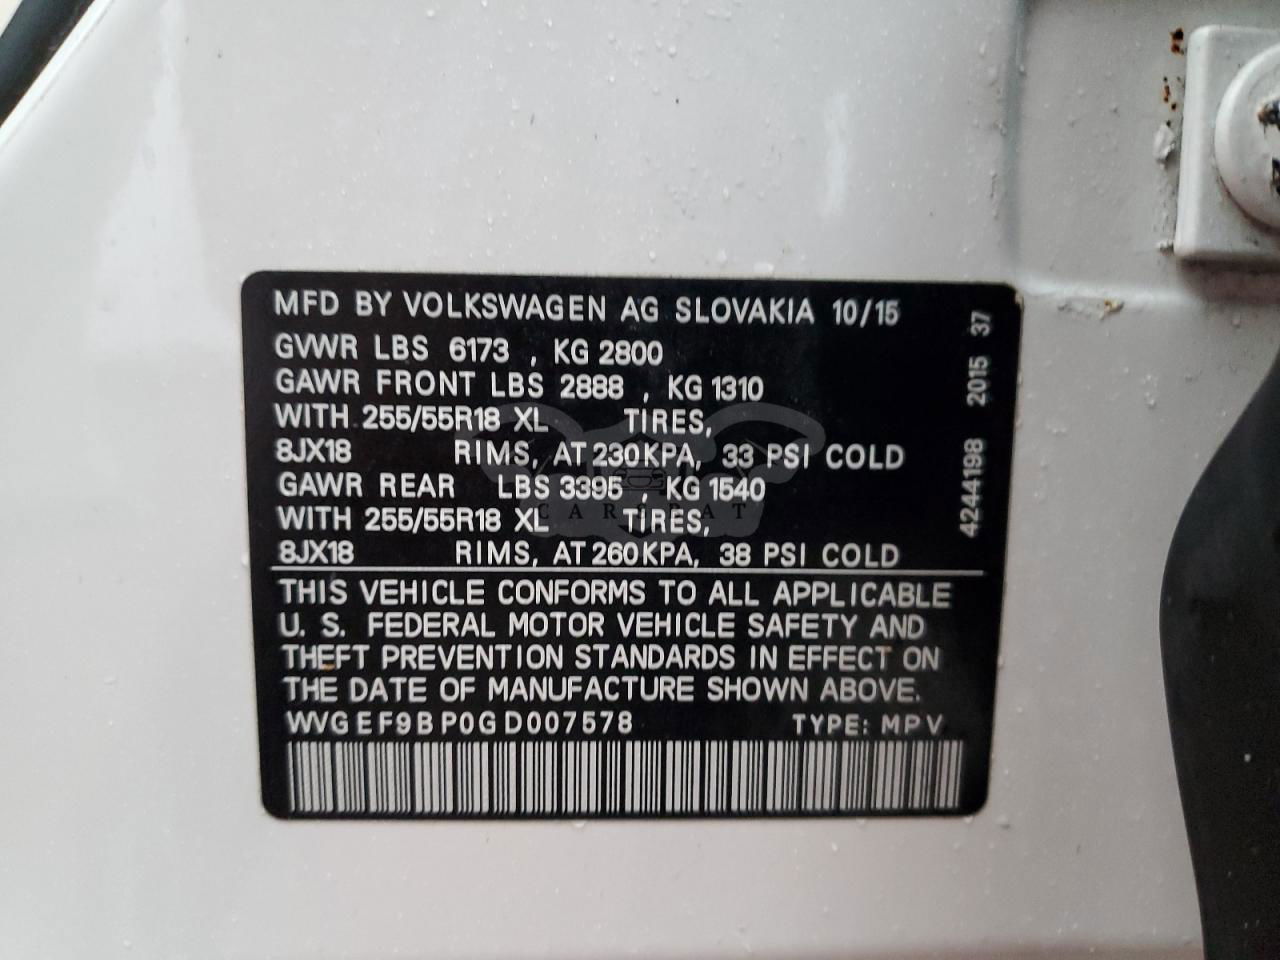 MFD BY VOLKSWAGEN AG SLOVAKIA 10/15
GVWR LBS 6173 , KG 2800
GAWR FRONT LBS 2888 , KG 1310
WITH 255/55R18 XL TIRES,
8JX18 RIMS, AT 230KPA, 33 PSI COLD
GAWR REAR LBS 3395 , KG 1540
WITH 255/55R18 XL TIRES,
8JX18 RIMS, AT 260KPA, 38 PSI COLD
THIS VEHICLE CONFORMS TO ALL APPLICABLE
U. S. FEDERAL MOTOR VEHICLE SAFETY AND
THEFT PREVENTION STANDARDS IN EFFECT ON
THE DATE OF MANUFACTURE SHOWN ABOVE.
WVGEF9BP0GD007578 TYPE: MPV
4244198 2015 37